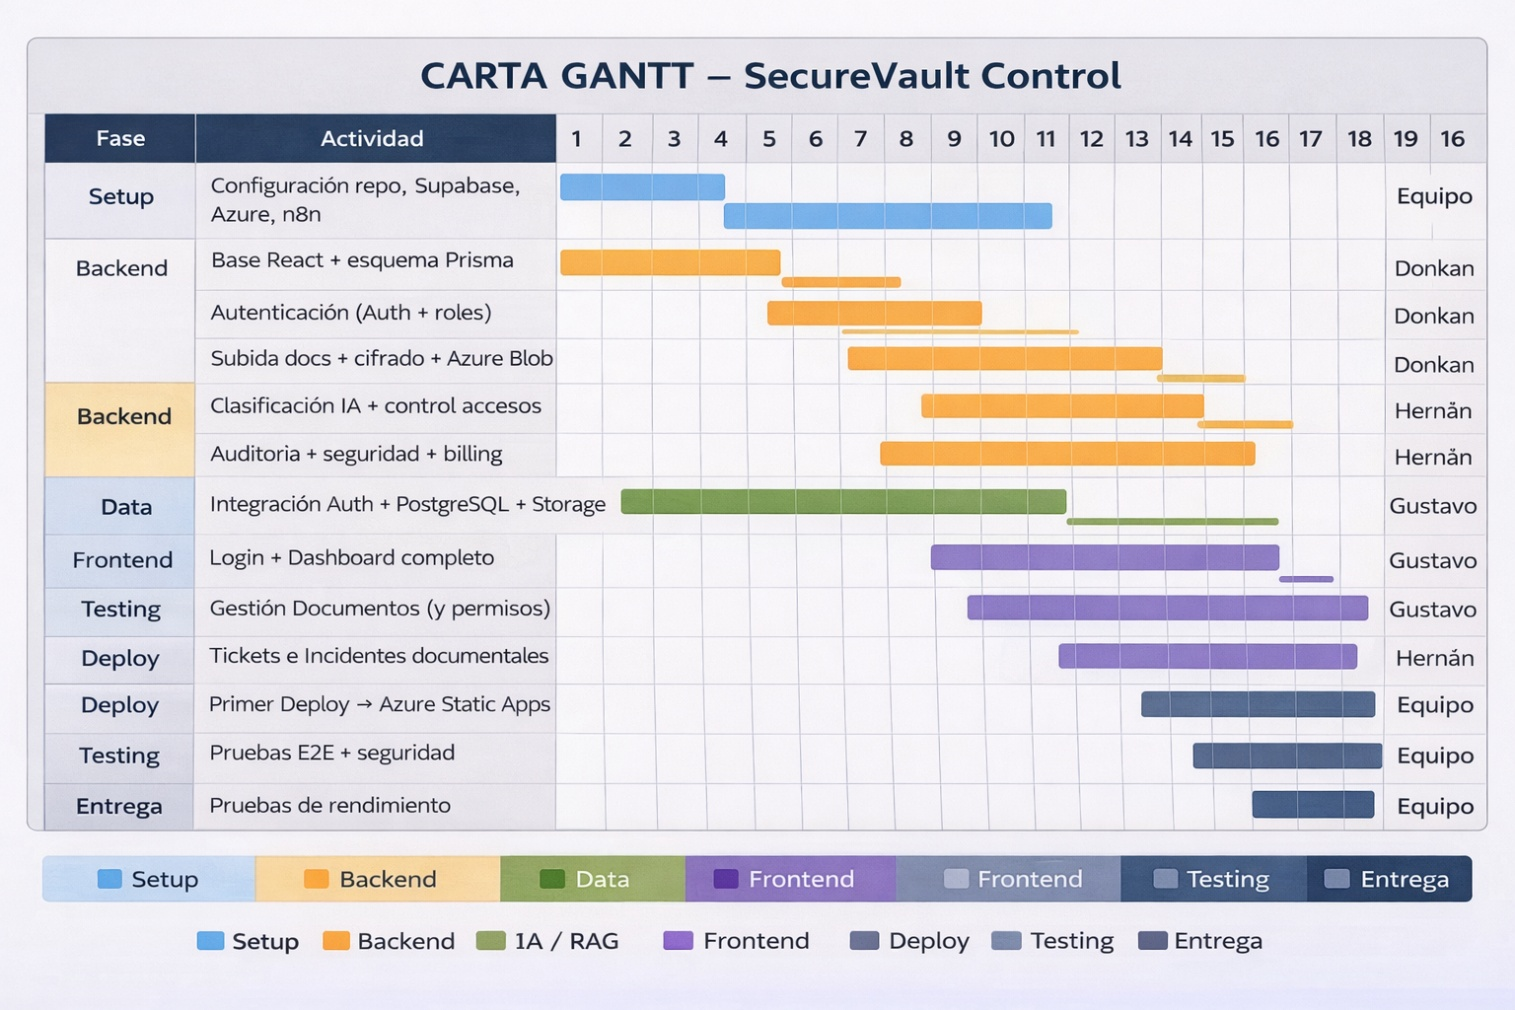 CARTA GANTT – SecureVault Control
Fase Actividad 1 2 3 4 5 6 7 8 9 10 11 12 13 14 15 16 17 18 19 16
Setup Configuración repo, Supabase, Equipo
Azure, n8n
Backend Base React + esquema Prisma Donkan
Autenticación (Auth + roles) Donkan
Subida docs + cifrado + Azure Blob Donkan
Backend Clasificación IA + control accesos Hernån
Auditoria + seguridad + billing Hernån
Data Integración Auth + PostgreSQL + Storage Gustavo
Frontend Login + Dashboard completo Gustavo
Testing Gestión Documentos (y permisos) Gustavo
Deploy Tickets e Incidentes documentales Hernán
Deploy Primer Deploy → Azure Static Apps Equipo
Testing Pruebas E2E + seguridad Equipo
Entrega Pruebas de rendimiento Equipo
Setup Backend Data Frontend Frontend Testing Entrega
Setup Backend 1A / RAG Frontend Deploy Testing Entrega